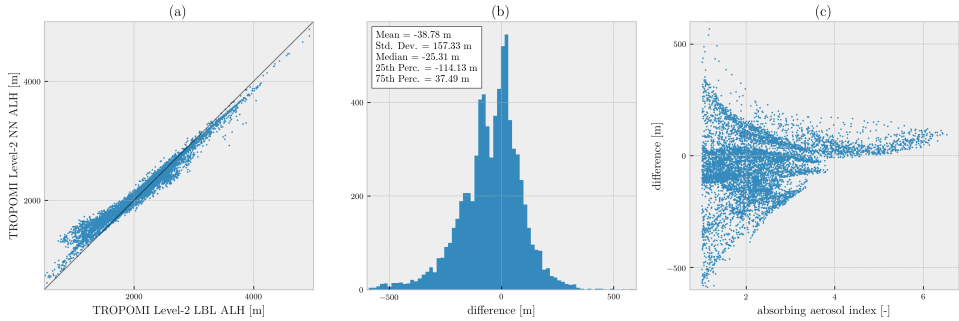 (a)
TROPOMI Level-2 NN ALH [m]
4000
2000
2000
4000
TROPOMI Level-2 LBL ALH [m]
(b)
Mean = -38.78 m
Std. Dev. = 157.33 m
Median = -25.31 m
25th Perc. = -114.13 m
75th Perc. = 37.49 m
400
200
0
−500
0
500
difference [m]
(c)
difference [m]
500
0
−500
2
4
6
absorbing aerosol index [-]